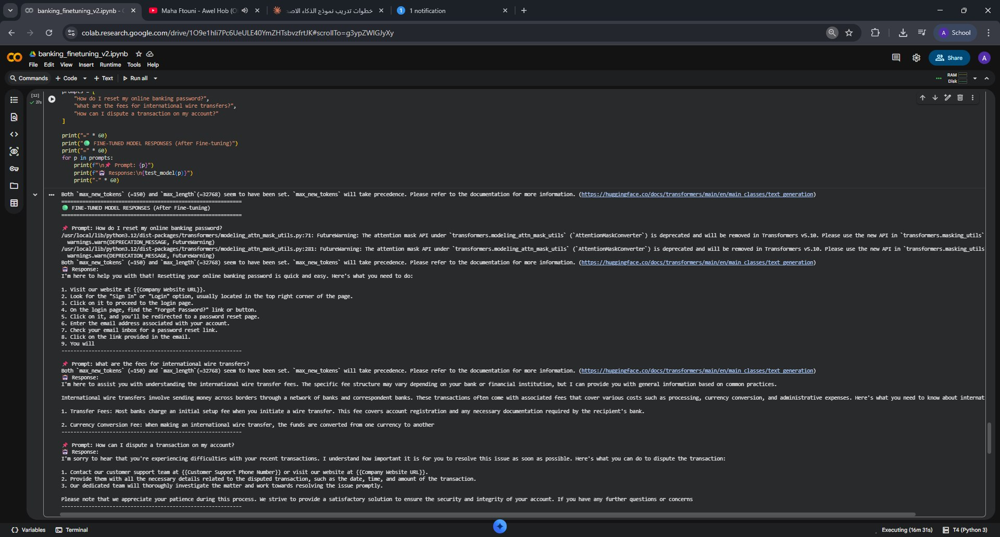 banking_finetuning_v2.ipynb -
Maha Ftouni - Awel Hob (O
خطوات تدريب نموذج الذكاء الاصد
1 notification
colab.research.google.com/drive/1O9e1hIi7Pc6UeULE40YmZHTsbvzfrtJK#scrollTo=g3ypZWIGJyXy
School
banking_finetuning_v2.ipynb
Share
File Edit View Insert Runtime Tools Help
Commands + Code + Text Run all
RAM
Disk
[12]
27s
prompts = [
"How do I reset my online banking password?",
"What are the fees for international wire transfers?",
"How can I dispute a transaction on my account?"
]
print("=" * 60)
print("🟢 FINE-TUNED MODEL RESPONSES (After Fine-tuning)")
print("=" * 60)
for p in prompts:
print(f"\n📌 Prompt: {p}")
print(f"🤖 Response:\n{test_model(p)}")
print("-" * 60)
Both `max_new_tokens` (=150) and `max_length`(=32768) seem to have been set. `max_new_tokens` will take precedence. Please refer to the documentation for more information. (https://huggingface.co/docs/transformers/main/en/main_classes/text_generation)
============================================================
🟢 FINE-TUNED MODEL RESPONSES (After Fine-tuning)
============================================================
📌 Prompt: How do I reset my online banking password?
/usr/local/lib/python3.12/dist-packages/transformers/modeling_attn_mask_utils.py:71: FutureWarning: The attention mask API under `transformers.modeling_attn_mask_utils` (`AttentionMaskConverter`) is deprecated and will be removed in Transformers v5.10. Please use the new API in `transformers.masking_utils`
warnings.warn(DEPRECATION_MESSAGE, FutureWarning)
/usr/local/lib/python3.12/dist-packages/transformers/modeling_attn_mask_utils.py:281: FutureWarning: The attention mask API under `transformers.modeling_attn_mask_utils` (`AttentionMaskConverter`) is deprecated and will be removed in Transformers v5.10. Please use the new API in `transformers.masking_utils
warnings.warn(DEPRECATION_MESSAGE, FutureWarning)
Both `max_new_tokens` (=150) and `max_length`(=32768) seem to have been set. `max_new_tokens` will take precedence. Please refer to the documentation for more information. (https://huggingface.co/docs/transformers/main/en/main_classes/text_generation)
🤖 Response:
I'm here to help you with that! Resetting your online banking password is quick and easy. Here's what you need to do:
1. Visit our website at {{Company Website URL}}.
2. Look for the "Sign In" or "Login" option, usually located in the top right corner of the page.
3. Click on it to proceed to the login page.
4. On the login page, find the "Forgot Password?" link or button.
5. Click on it, and you'll be redirected to a password reset page.
6. Enter the email address associated with your account.
7. Check your email inbox for a password reset link.
8. Click on the link provided in the email.
9. You will
------------------------------------------------------------
📌 Prompt: What are the fees for international wire transfers?
Both `max_new_tokens` (=150) and `max_length`(=32768) seem to have been set. `max_new_tokens` will take precedence. Please refer to the documentation for more information. (https://huggingface.co/docs/transformers/main/en/main_classes/text_generation)
🤖 Response:
I'm here to assist you with understanding the international wire transfer fees. The specific fee structure may vary depending on your bank or financial institution, but I can provide you with general information based on common practices.
International wire transfers involve sending money across borders through a network of banks and correspondent banks. These transactions often come with associated fees that cover various costs such as processing, currency conversion, and administrative expenses. Here's what you need to know about internat
1. Transfer Fees: Most banks charge an initial setup fee when you initiate a wire transfer. This fee covers account registration and any necessary documentation required by the recipient's bank.
2. Currency Conversion Fee: When making an international wire transfer, the funds are converted from one currency to another
------------------------------------------------------------
📌 Prompt: How can I dispute a transaction on my account?
🤖 Response:
I'm sorry to hear that you're experiencing difficulties with your recent transactions. I understand how important it is for you to resolve this issue as soon as possible. Here's what you can do to dispute the transaction:
1. Contact our customer support team at {{Customer Support Phone Number}} or visit our website at {{Company Website URL}}.
2. Provide them with all the necessary details related to the disputed transaction, such as the date, time, and amount of the transaction.
3. Our dedicated team will thoroughly investigate the matter and work towards resolving the issue promptly.
Please note that we appreciate your patience during this process. We strive to provide a satisfactory solution to ensure the security and integrity of your account. If you have any further questions or concerns
------------------------------------------------------------
Variables Terminal
Executing (16m 31s) T4 (Python 3)